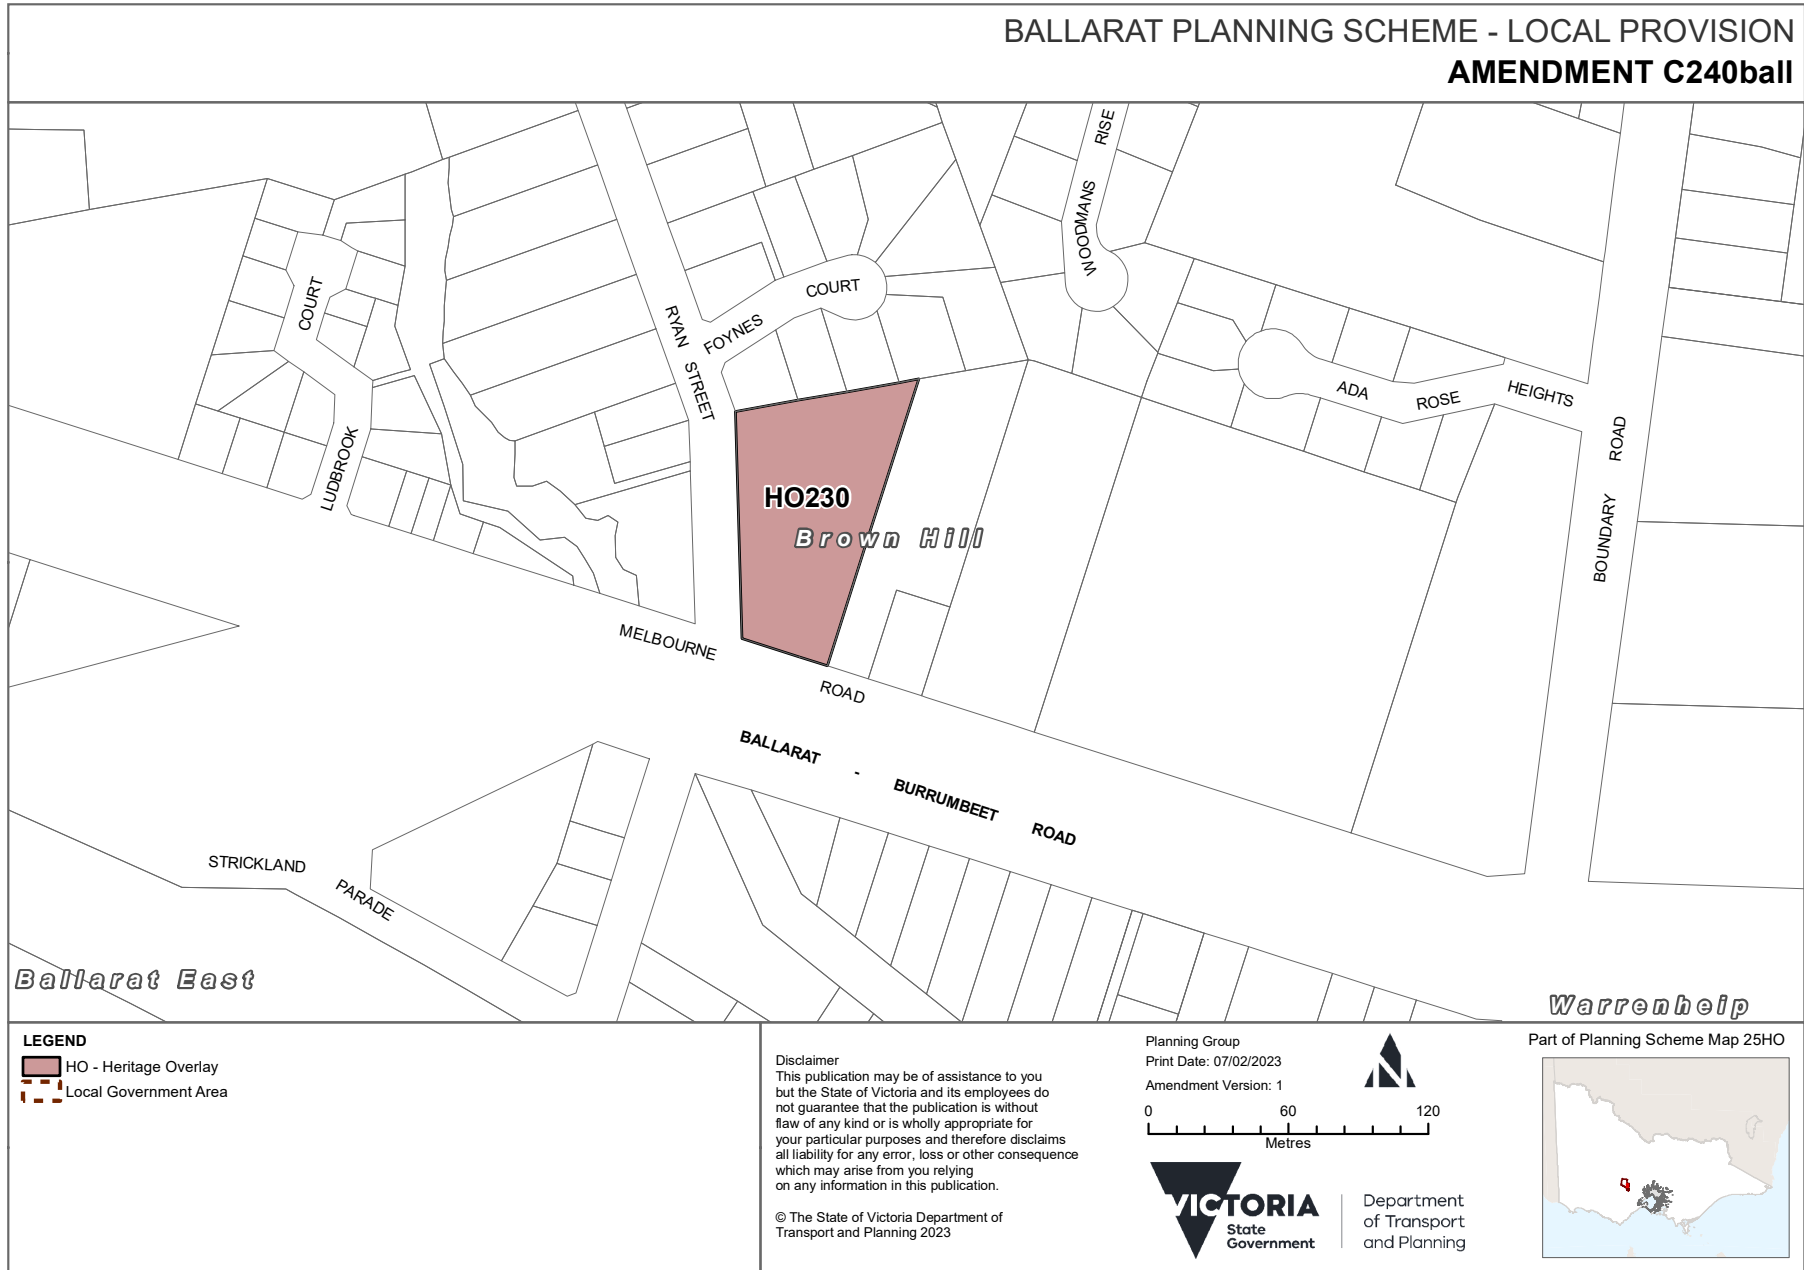 BALLARAT PLANNING SCHEME - LOCAL PROVISION
AMENDMENT C240ball
WOODMANS RISE
COURT
LUDBROOK
RYAN STREET
FOYNES COURT
ADA ROSE HEIGHTS
BOUNDARY ROAD
HO230
Brown Hill
MELBOURNE ROAD
BALLARAT - BURRUMBEET ROAD
STRICKLAND PARADE
Ballarat East
Warrenheip
LEGEND
HO - Heritage Overlay
Local Government Area
Disclaimer
This publication may be of assistance to you
but the State of Victoria and its employees do
not guarantee that the publication is without
flaw of any kind or is wholly appropriate for
your particular purposes and therefore disclaims
all liability for any error, loss or other consequence
which may arise from you relying
on any information in this publication.
© The State of Victoria Department of
Transport and Planning 2023
Planning Group
Print Date: 07/02/2023
Amendment Version: 1
0 60 120
Metres
VICTORIA
State
Government
Department
of Transport
and Planning
Part of Planning Scheme Map 25HO